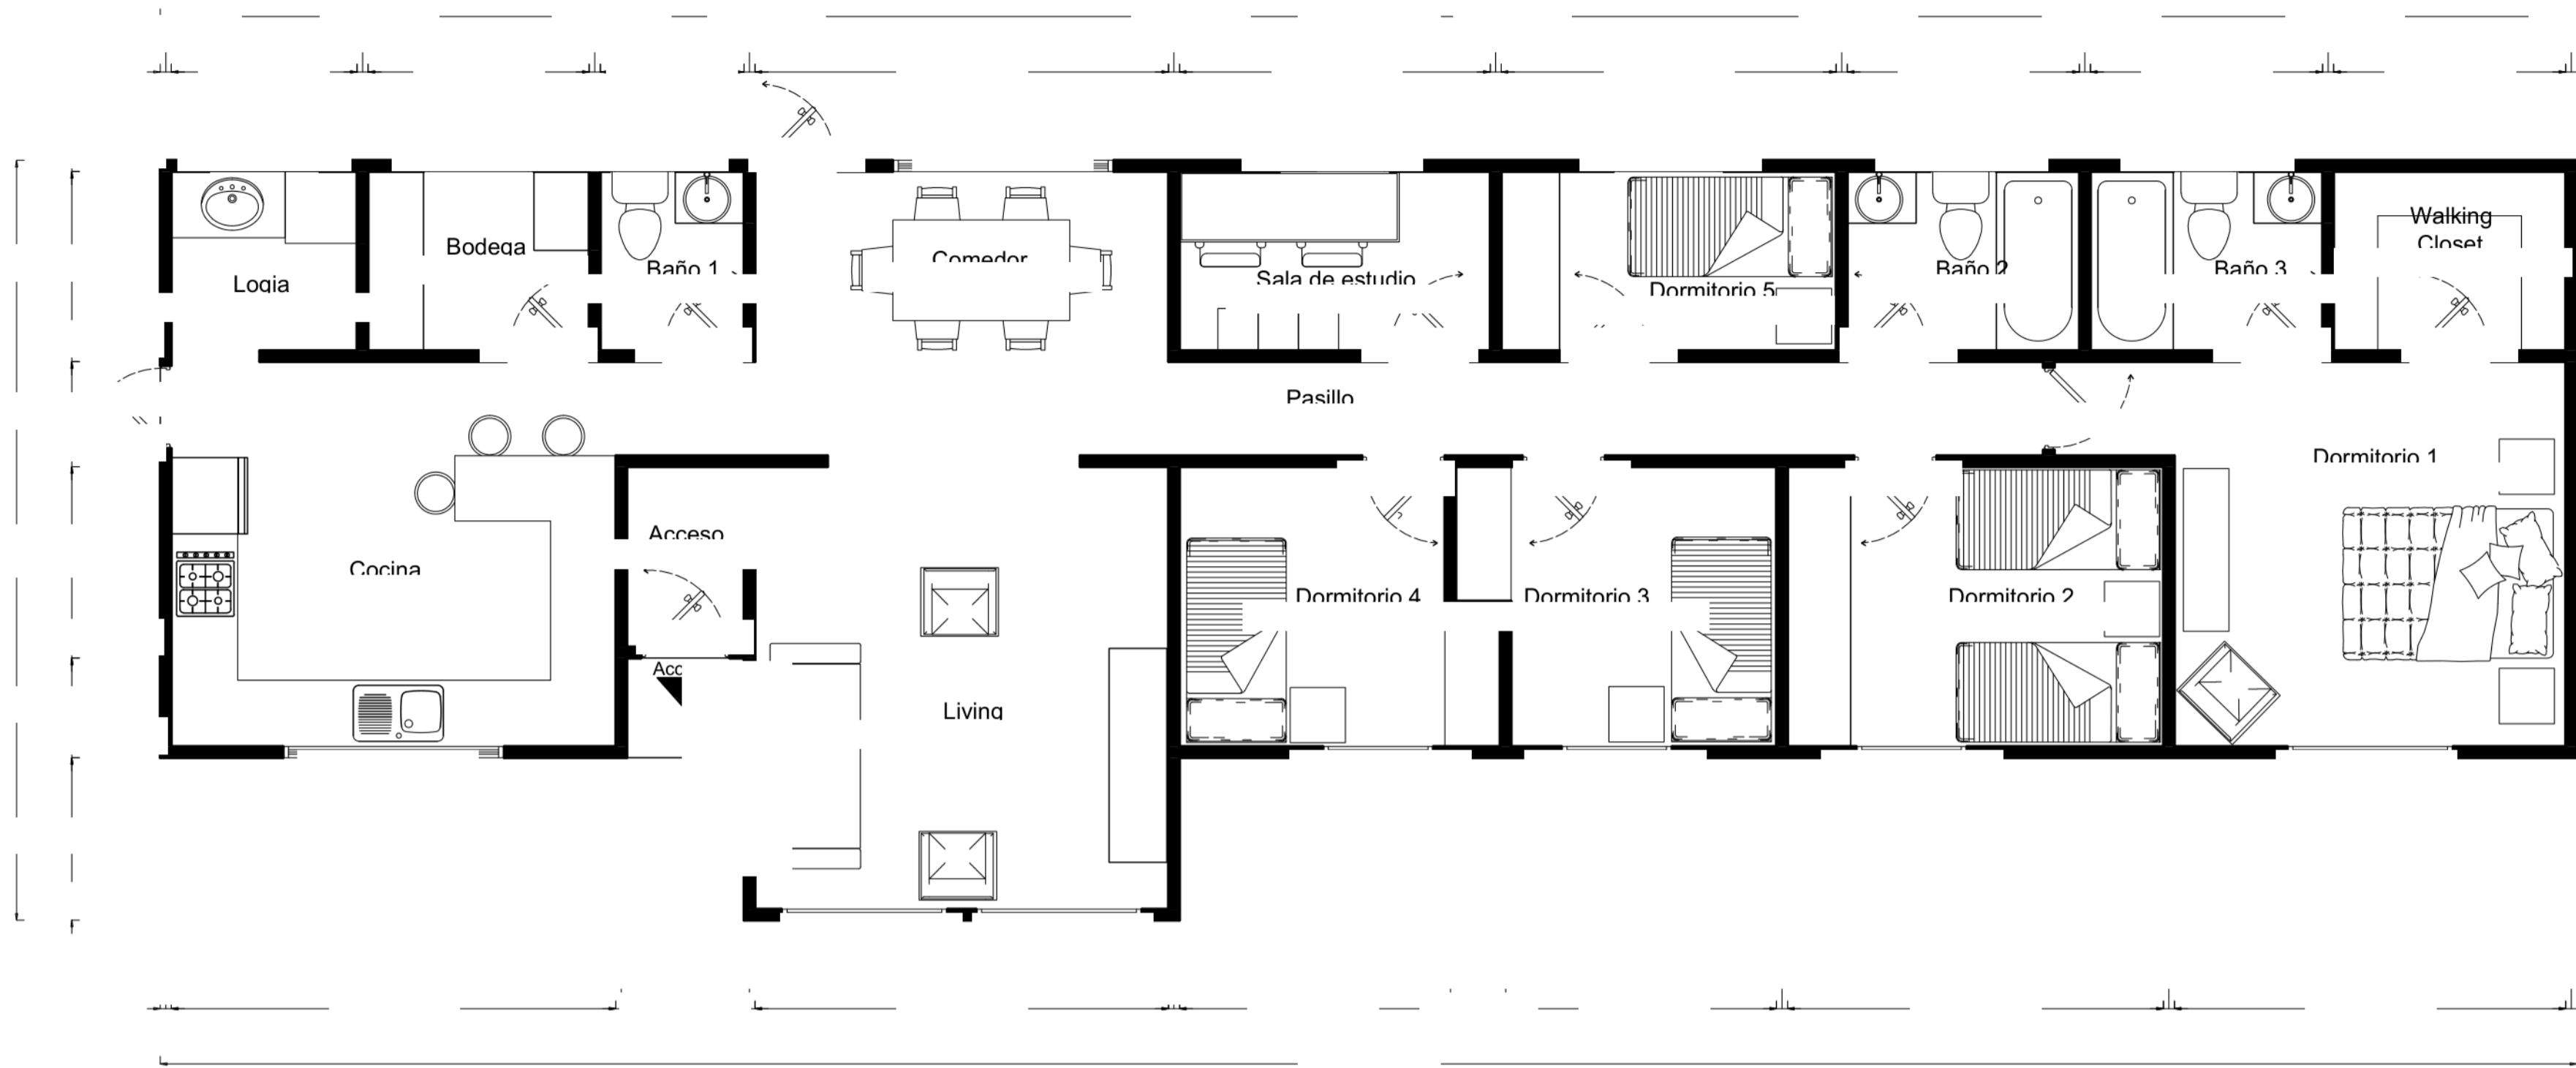 Walking
Closet
Bodega
Baño 1
Comedor
Sala de estudio
Dormitorio 5
Baño 2
Baño 3
Logia
Pasillo
Dormitorio 1
Acceso
Cocina
Dormitorio 4
Dormitorio 3
Dormitorio 2
Acc
Living